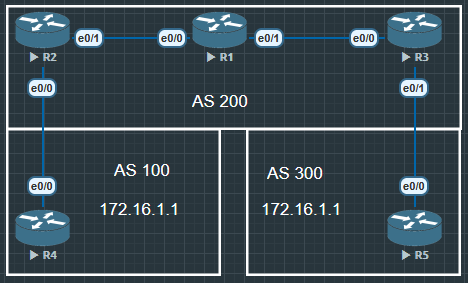 e0/1
e0/0
e0/1
e0/0
R2
R1
R3
e0/0
e0/1
AS 200
AS 100
AS 300
e0/0
172.16.1.1
172.16.1.1
e0/0
R4
R5